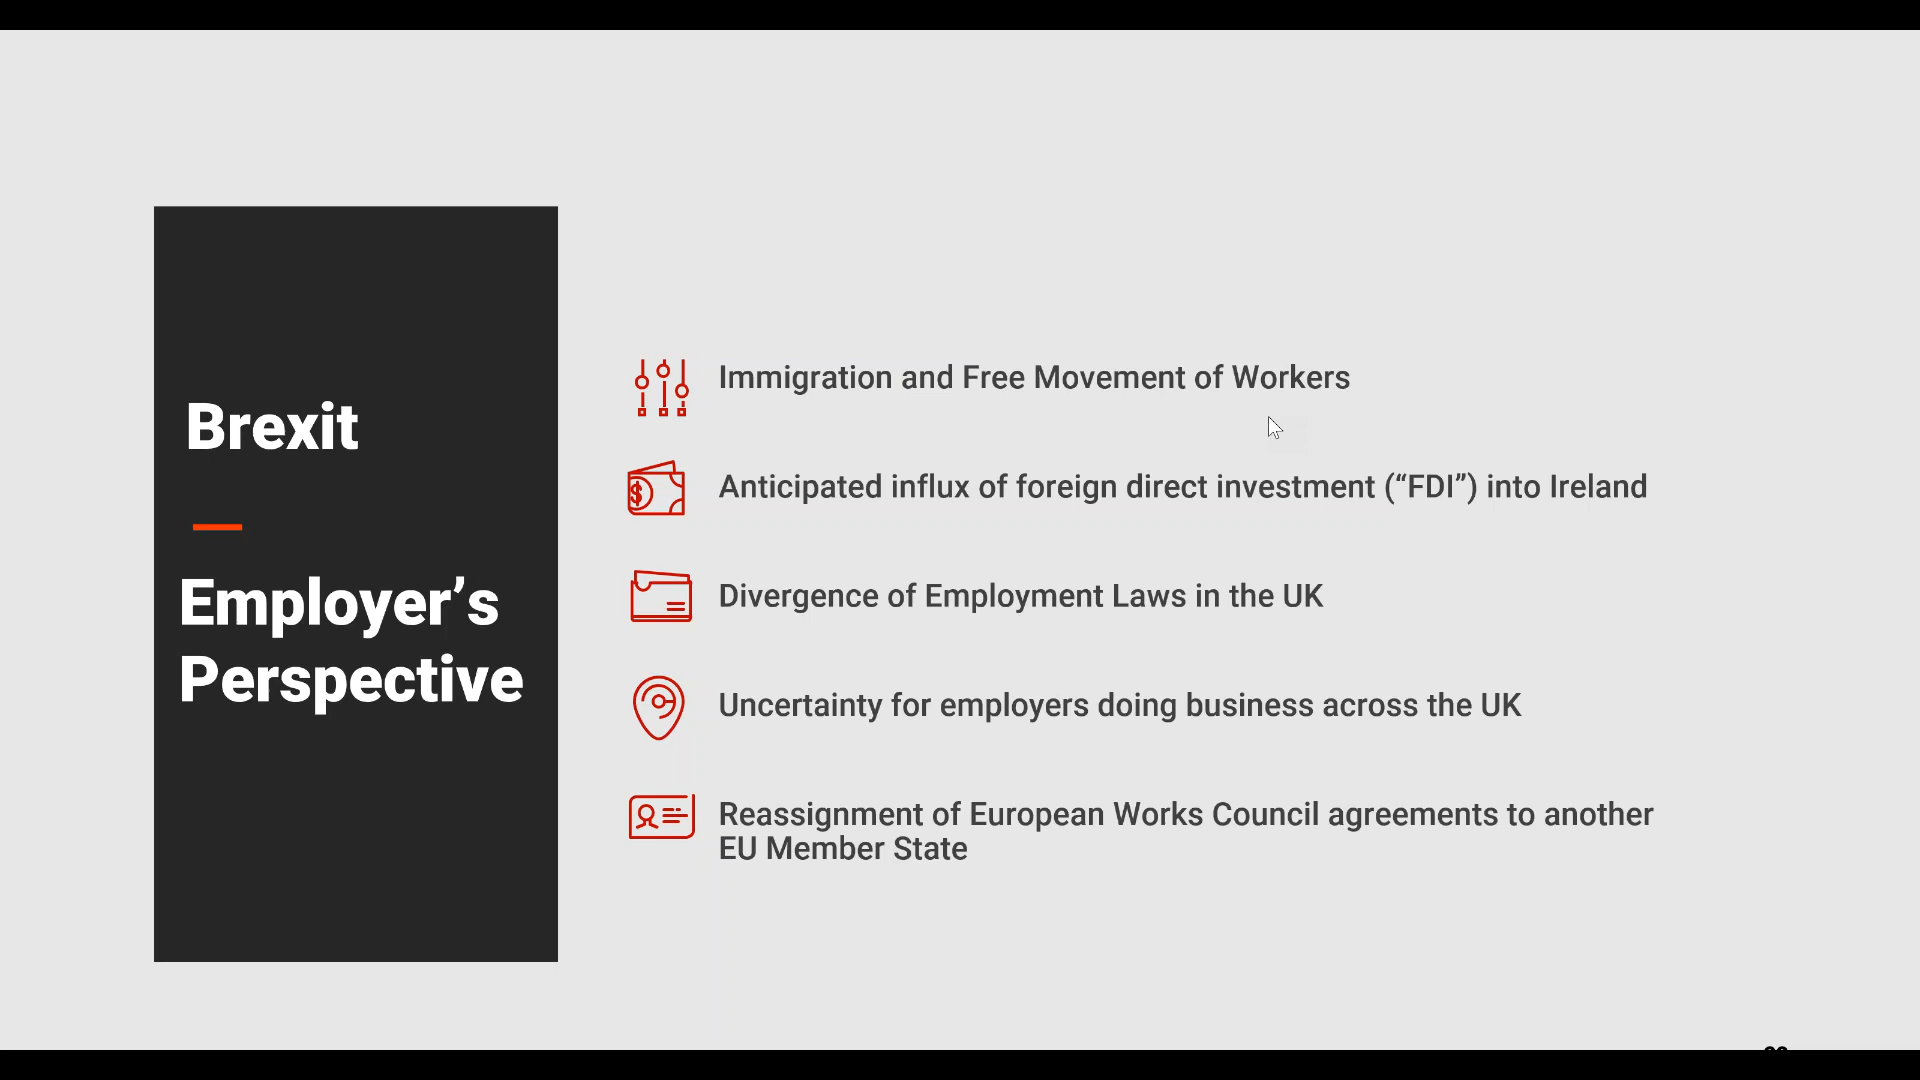 Brexit
Employer’s
Perspective
Immigration and Free Movement of Workers
Anticipated influx of foreign direct investment (“FDI”) into Ireland
Divergence of Employment Laws in the UK
Uncertainty for employers doing business across the UK
Reassignment of European Works Council agreements to another
EU Member State